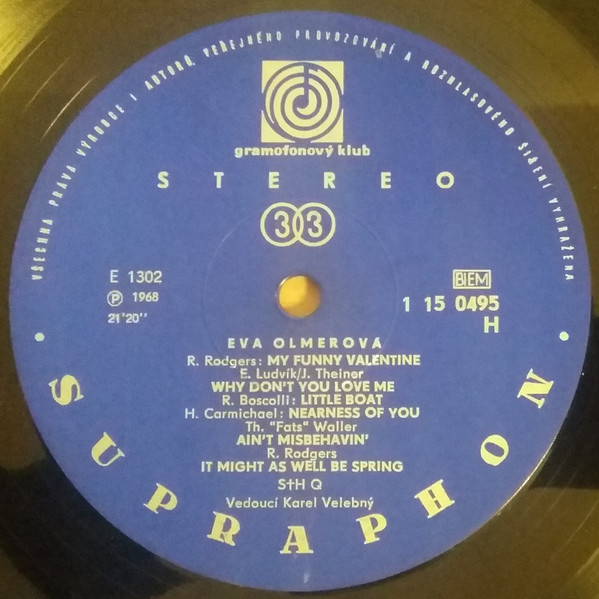 VŠECHNA PRÁVA VÝROBCE I AUTORŮ, VEŘEJNÉHO PROVOZOVÁNÍ A ROZHLASOVÉHO ŠÍŘENÍ VYHRAŽENA
gramofonový klub
STEREO
33
E 1302
Ⓟ 1968
21'20''
BIEM
1 15 0495
H
EVA OLMEROVÁ
R. Rodgers: MY FUNNY VALENTINE
E. Ludvík/J. Theiner
WHY DON'T YOU LOVE ME
R. Boscolli: LITTLE BOAT
H. Carmichael: NEARNESS OF YOU
Th. "Fats" Waller
AIN'T MISBEHAVIN'
R. Rodgers
IT MIGHT AS WELL BE SPRING
S†H Q
Vedoucí Karel Velebný
SUPRAPHON